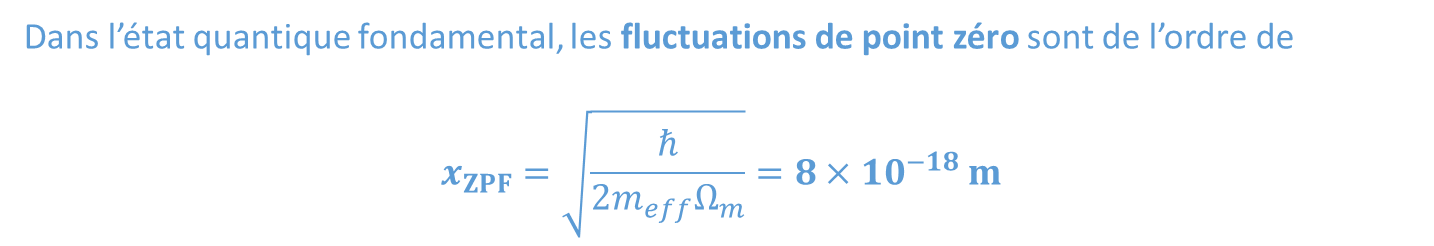 Dans l’état quantique fondamental, les fluctuations de point zéro sont de l’ordre de
x_ZPF = √(ħ / (2m_eff Ω_m)) = 8 × 10⁻¹⁸ m